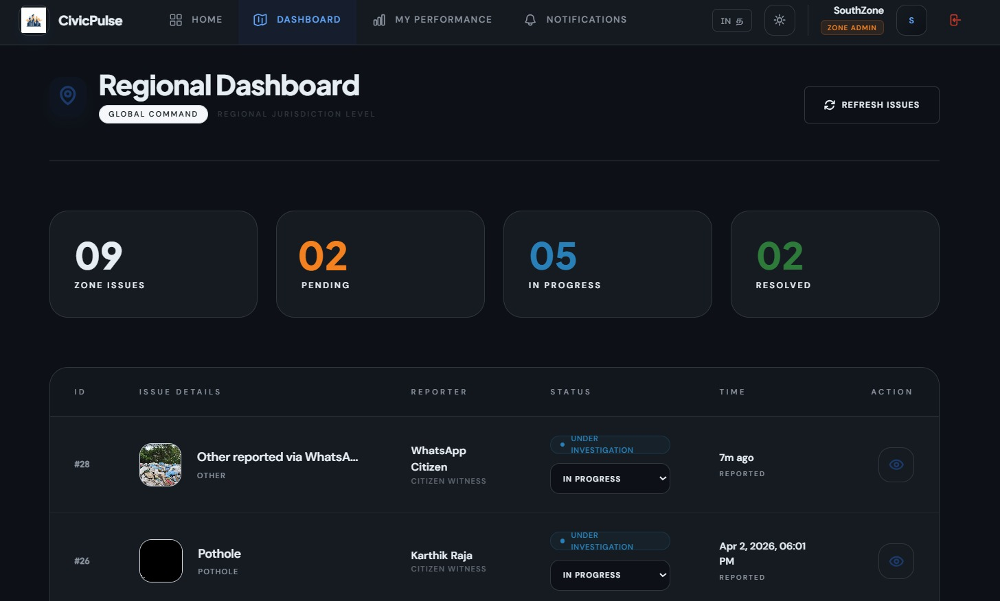 CivicPulse
HOME
DASHBOARD
MY PERFORMANCE
NOTIFICATIONS
IN த
SouthZone
ZONE ADMIN
S
Regional Dashboard
GLOBAL COMMAND
REGIONAL JURISDICTION LEVEL
REFRESH ISSUES
09
ZONE ISSUES
02
PENDING
05
IN PROGRESS
02
RESOLVED
ID
ISSUE DETAILS
REPORTER
STATUS
TIME
ACTION
#28
Other reported via WhatsA...
OTHER
WhatsApp
Citizen
CITIZEN WITNESS
UNDER
INVESTIGATION
IN PROGRESS
7m ago
REPORTED
#26
Pothole
POTHOLE
Karthik Raja
CITIZEN WITNESS
UNDER
INVESTIGATION
IN PROGRESS
Apr 2, 2026, 06:01
PM
REPORTED